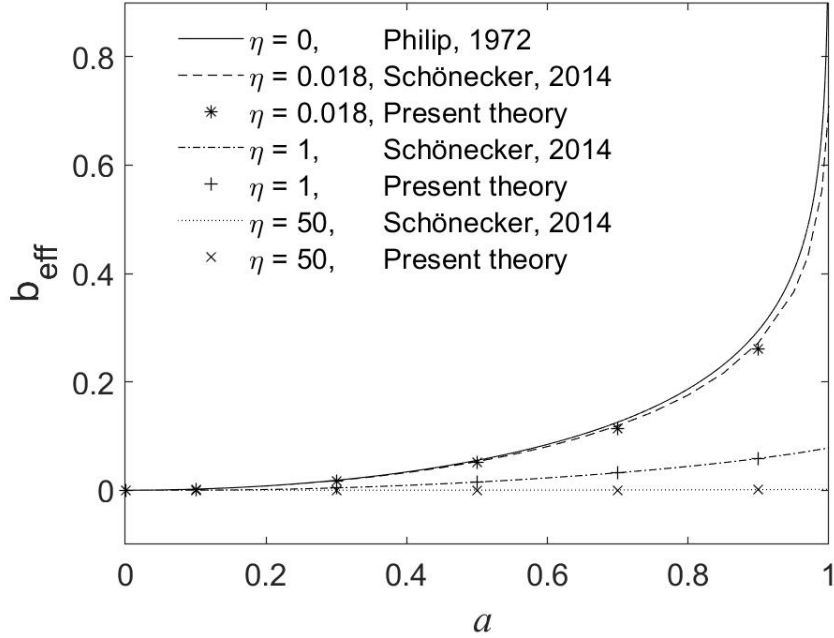 η = 0, Philip, 1972
η = 0.018, Schönecker, 2014
η = 0.018, Present theory
η = 1, Schönecker, 2014
η = 1, Present theory
η = 50, Schönecker, 2014
η = 50, Present theory
0.8
0.6
0.4
0.2
0
b_eff
0 0.2 0.4 0.6 0.8 1
a